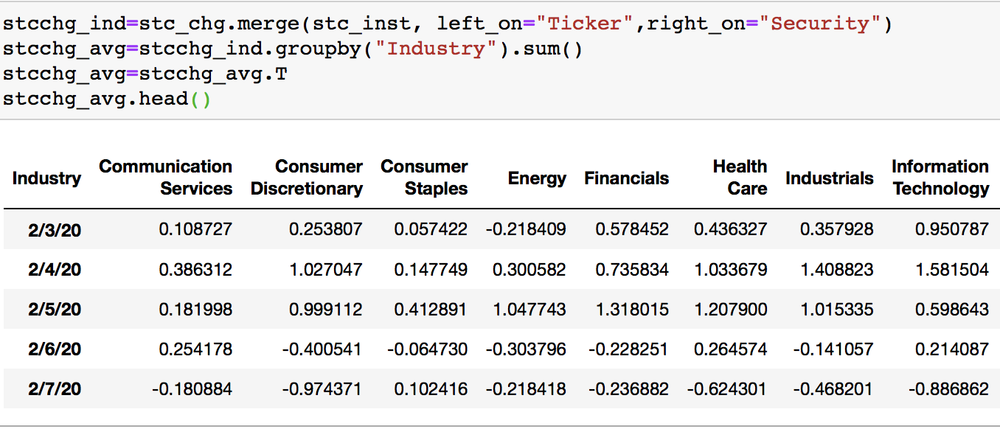 stcchg_ind=stc_chg.merge(stc_inst, left_on="Ticker",right_on="Security")
stcchg_avg=stcchg_ind.groupby("Industry").sum()
stcchg_avg=stcchg_avg.T
stcchg_avg.head()
Industry Communication Services Consumer Discretionary Consumer Staples Energy Financials Health Care Industrials Information Technology
2/3/20 0.108727 0.253807 0.057422 -0.218409 0.578452 0.436327 0.357928 0.950787
2/4/20 0.386312 1.027047 0.147749 0.300582 0.735834 1.033679 1.408823 1.581504
2/5/20 0.181998 0.999112 0.412891 1.047743 1.318015 1.207900 1.015335 0.598643
2/6/20 0.254178 -0.400541 -0.064730 -0.303796 -0.228251 0.264574 -0.141057 0.214087
2/7/20 -0.180884 -0.974371 0.102416 -0.218418 -0.236882 -0.624301 -0.468201 -0.886862